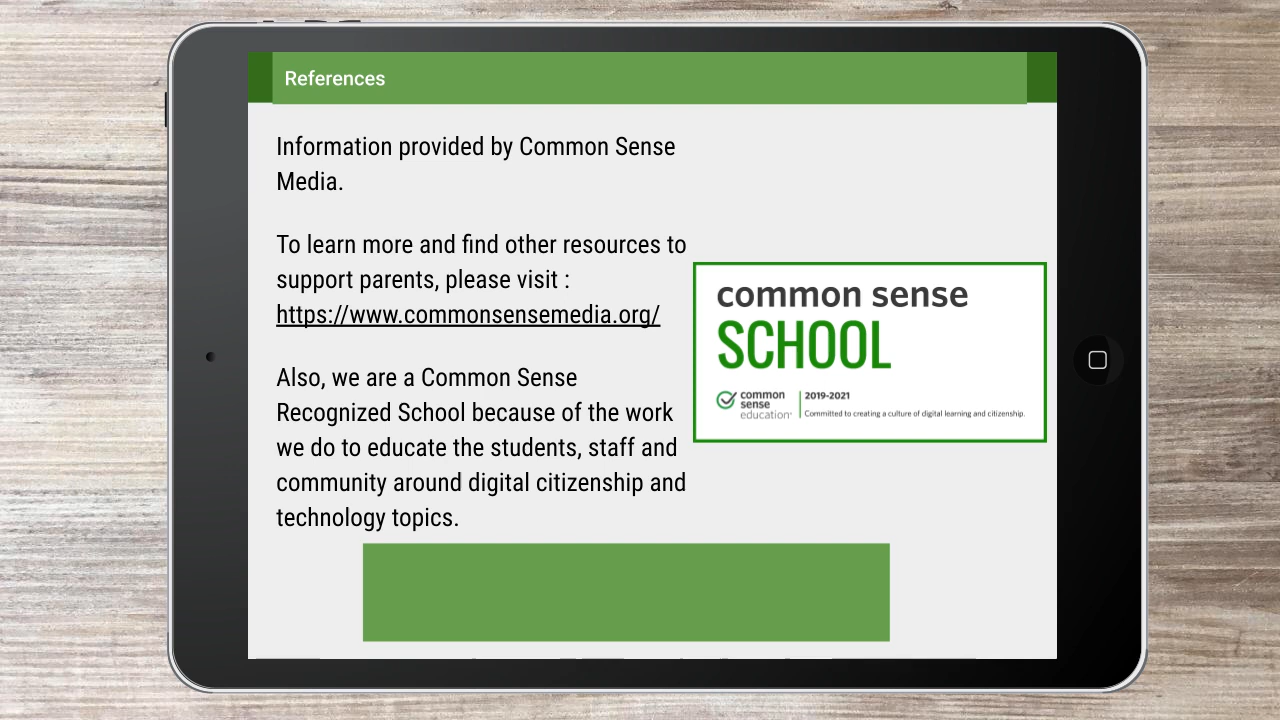 References
Information provided by Common Sense
Media.
To learn more and find other resources to
support parents, please visit :
https://www.commonsensemedia.org/
Also, we are a Common Sense
Recognized School because of the work
we do to educate the students, staff and
community around digital citizenship and
technology topics.
common sense
SCHOOL
common
sense
education
2019-2021
Committed to creating a culture of digital learning and citizenship.